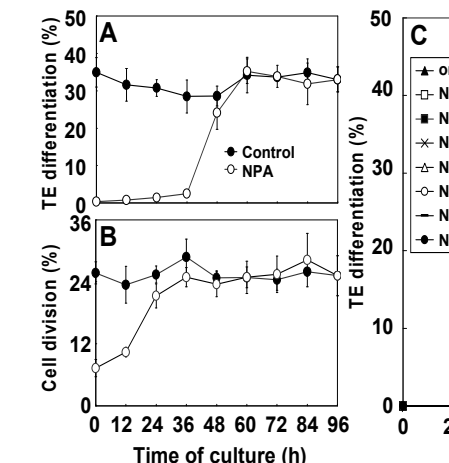 A
TE differentiation (%)
50
40
30
20
10
0
Control
NPA
B
Cell division (%)
36
24
12
0
0 12 24 36 48 60 72 84 96
Time of culture (h)
C
TE differentiation (%)
50
40
30
20
10
0
0